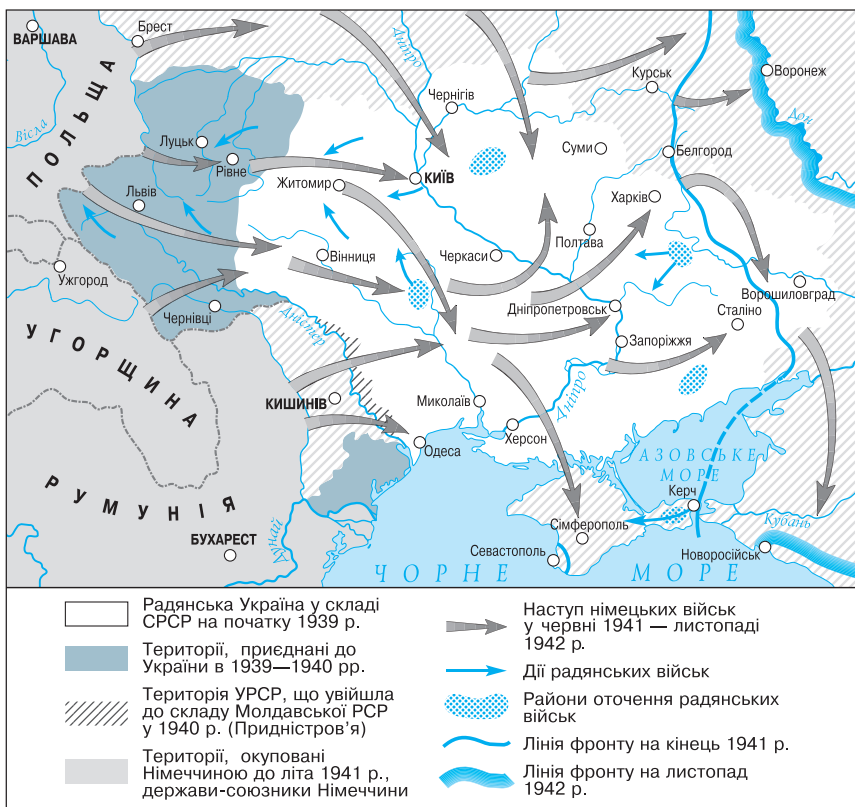 ВАРШАВА
Брест
ПОЛЬЩА
Вісла
Дніпро
Чернігів
Курськ
Воронеж
Дон
Луцьк
Рівне
Житомир
КИЇВ
Суми
Білгород
Львів
Харків
Полтава
Ужгород
Вінниця
Черкаси
Ворошиловград
Чернівці
Дністер
Дніпропетровськ
Сталіно
УГОРЩИНА
Запоріжжя
КИШИНІВ
Миколаїв
Дніпро
Херсон
Одеса
АЗОВСЬКЕ
МОРЕ
РУМУНІЯ
Керч
Кубань
Дунай
БУХАРЕСТ
Сімферополь
Севастополь
Новоросійськ
ЧОРНЕ МОРЕ
Радянська Україна у складі
СРСР на початку 1939 р.
Території, приєднані до
України в 1939—1940 рр.
Територія УРСР, що увійшла
до складу Молдавської РСР
у 1940 р. (Придністров’я)
Території, окуповані
Німеччиною до літа 1941 р.,
держави-союзники Німеччини
Наступ німецьких військ
у червні 1941 — листопаді
1942 р.
Дії радянських військ
Райони оточення радянських
військ
Лінія фронту на кінець 1941 р.
Лінія фронту на листопад
1942 р.